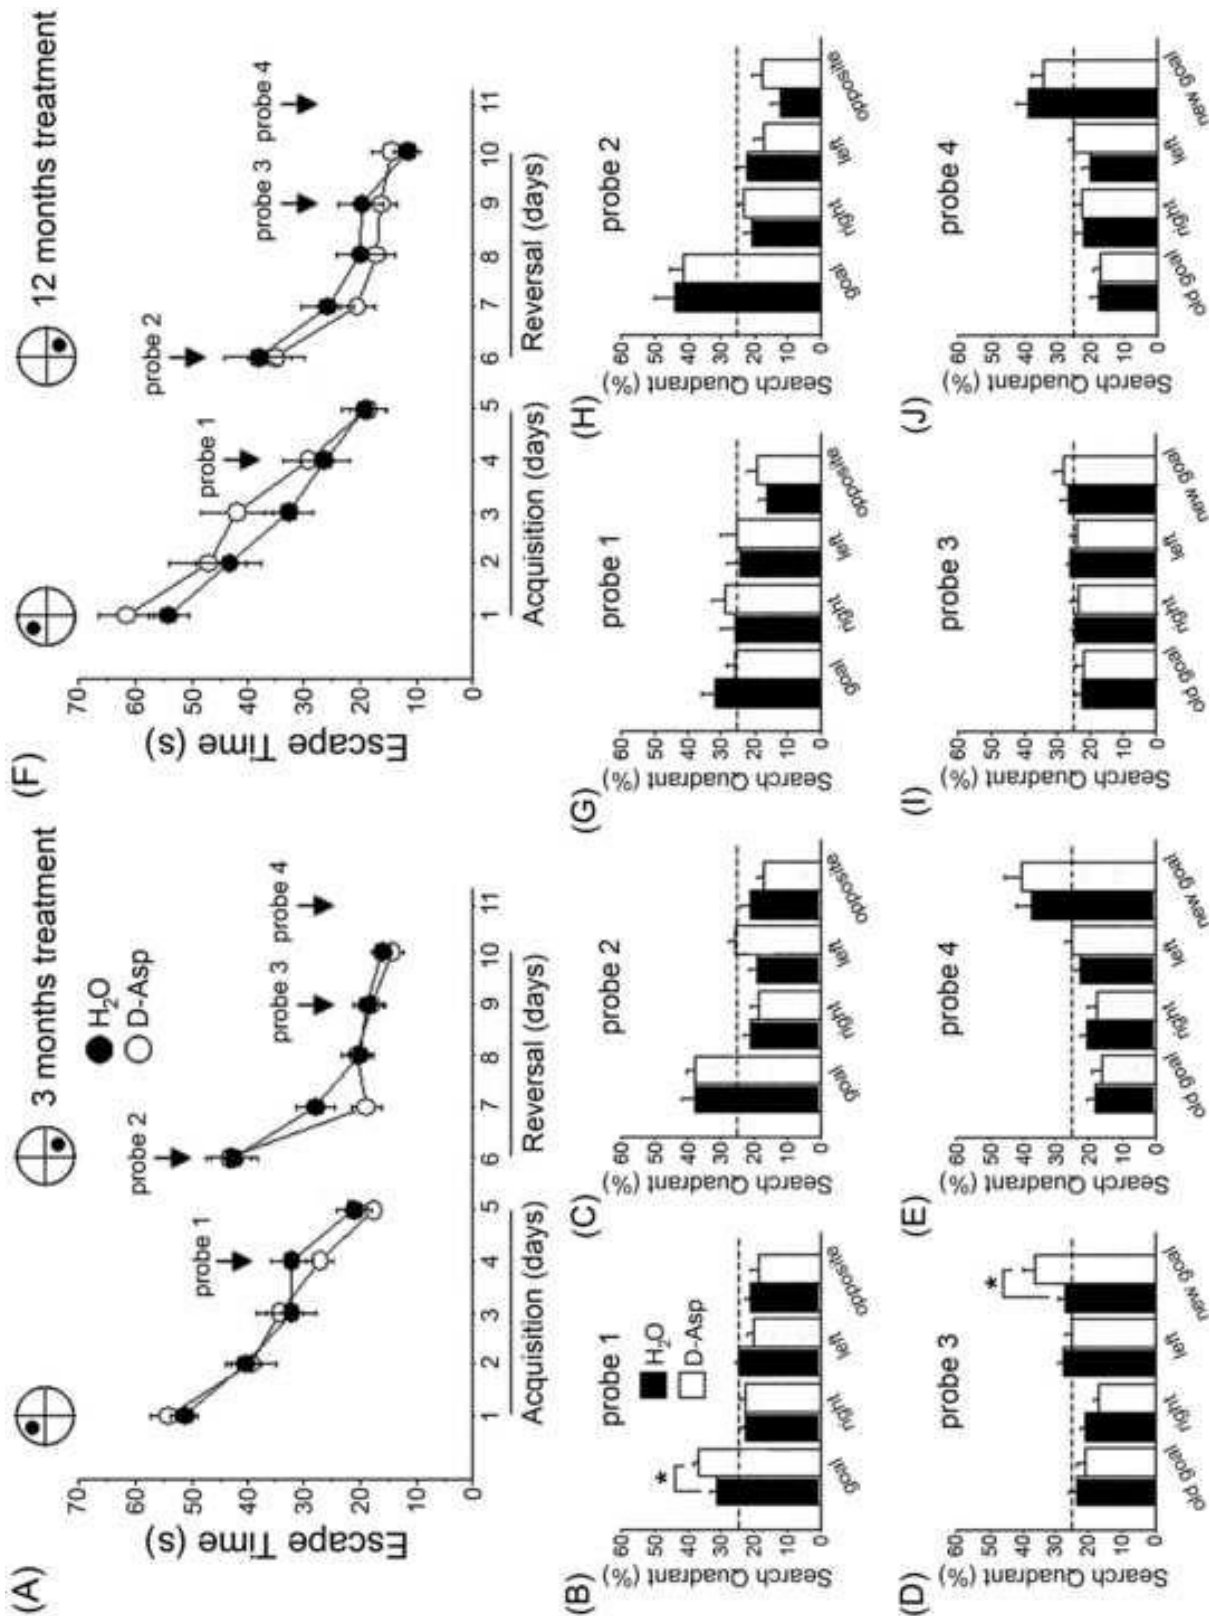 (A)
3 months treatment
H₂O
D-Asp
Escape Time (s)
70
60
50
40
30
20
10
0
probe 1
probe 2
probe 3
probe 4
1 2 3 4 5 6 7 8 9 10 11
Acquisition (days) Reversal (days)
(F)
12 months treatment
Escape Time (s)
70
60
50
40
30
20
10
0
probe 1
probe 2
probe 3
probe 4
1 2 3 4 5 6 7 8 9 10 11
Acquisition (days) Reversal (days)
(B)
probe 1
H₂O
D-Asp
*
Search Quadrant (%)
60
50
40
30
20
10
0
goal right left opposite
(C)
probe 2
Search Quadrant (%)
60
50
40
30
20
10
0
goal right left opposite
(G)
probe 1
Search Quadrant (%)
60
50
40
30
20
10
0
goal right left opposite
(H)
probe 2
Search Quadrant (%)
60
50
40
30
20
10
0
goal right left opposite
(D)
probe 3
*
Search Quadrant (%)
60
50
40
30
20
10
0
old goal right left new goal
(E)
probe 4
Search Quadrant (%)
60
50
40
30
20
10
0
old goal right left new goal
(I)
probe 3
Search Quadrant (%)
60
50
40
30
20
10
0
old goal right left new goal
(J)
probe 4
Search Quadrant (%)
60
50
40
30
20
10
0
old goal right left new goal